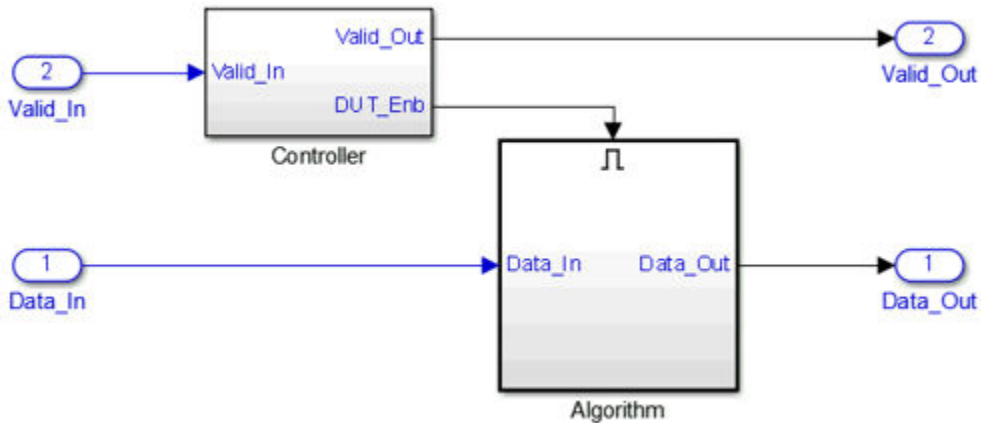 Valid_Out
2
2
Valid_In
Valid_In
Valid_Out
DUT_Enb
Controller
1
Data_In
Data_Out
1
Data_In
Data_Out
Algorithm